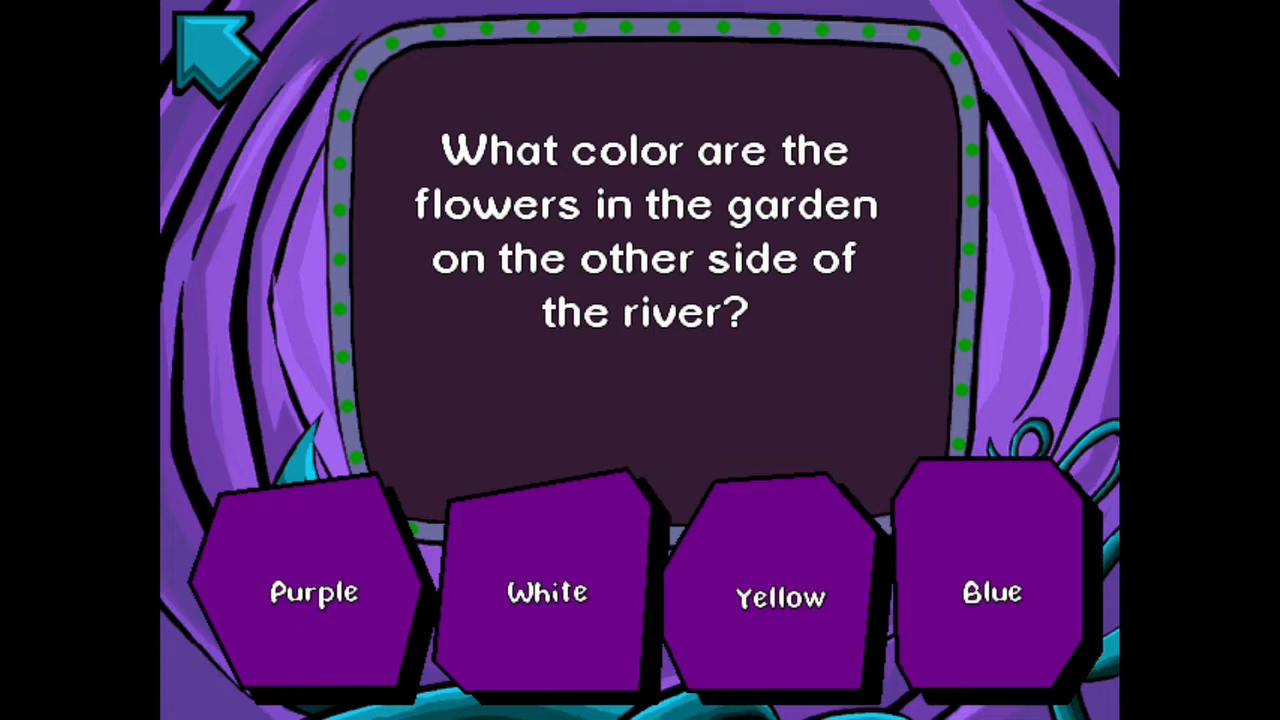 What color are the
flowers in the garden
on the other side of
the river?
Purple
White
Yellow
Blue